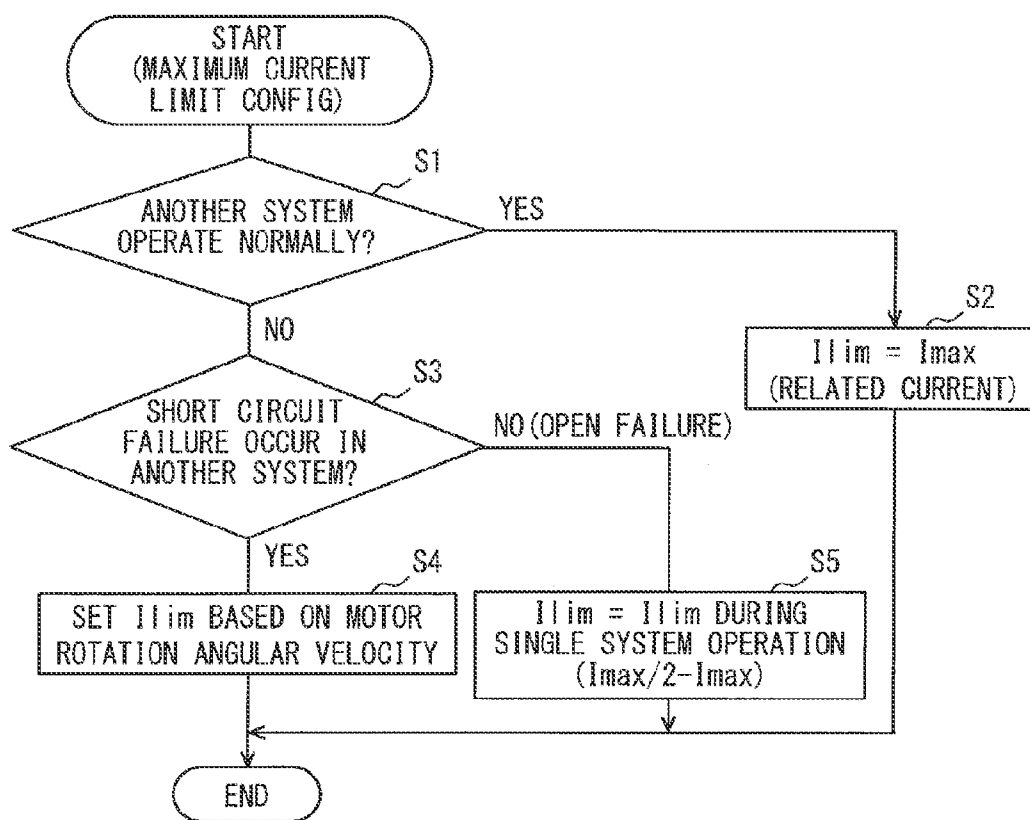 START
(MAXIMUM CURRENT
LIMIT CONFIG)
S1
ANOTHER SYSTEM
OPERATE NORMALLY?
YES
NO
S2
Ilim = Imax
(RELATED CURRENT)
S3
SHORT CIRCUIT
FAILURE OCCUR IN
ANOTHER SYSTEM?
NO(OPEN FAILURE)
YES
S4
SET Ilim BASED ON MOTOR
ROTATION ANGULAR VELOCITY
S5
Ilim = Ilim DURING
SINGLE SYSTEM OPERATION
(Imax/2-Imax)
END